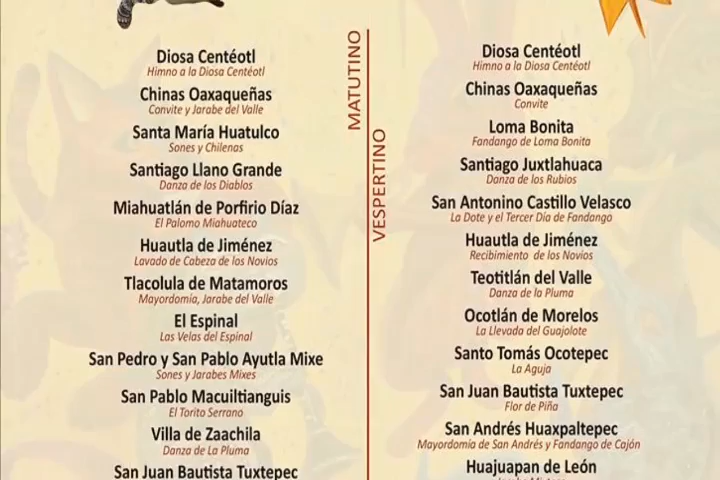 MATUTINO
Diosa Centéotl
Himno a la Diosa Centéotl
Chinas Oaxaqueñas
Convite y Jarabe del Valle
Santa María Huatulco
Sones y Chilenas
Santiago Llano Grande
Danza de los Diablos
Miahuatlán de Porfirio Díaz
El Palomo Miahuateco
Huautla de Jiménez
Lavado de Cabeza de los Novios
Tlacolula de Matamoros
Mayordomía, Jarabe del Valle
El Espinal
Las Velas del Espinal
San Pedro y San Pablo Ayutla Mixe
Sones y Jarabes Mixes
San Pablo Macuiltianguis
El Torito Serrano
Villa de Zaachila
Danza de La Pluma
San Juan Bautista Tuxtepec
VESPERTINO
Diosa Centéotl
Himno a la Diosa Centéotl
Chinas Oaxaqueñas
Convite
Loma Bonita
Fandango de Loma Bonita
Santiago Juxtlahuaca
Danza de los Rubios
San Antonino Castillo Velasco
La Dote y el Tercer Día de Fandango
Huautla de Jiménez
Recibimiento de los Novios
Teotitlán del Valle
Danza de la Pluma
Ocotlán de Morelos
La Llevada del Guajolote
Santo Tomás Ocotepec
La Aguja
San Juan Bautista Tuxtepec
Flor de Piña
San Andrés Huaxpaltepec
Mayordomía de San Andrés y Fandango de Cajón
Huajuapan de León